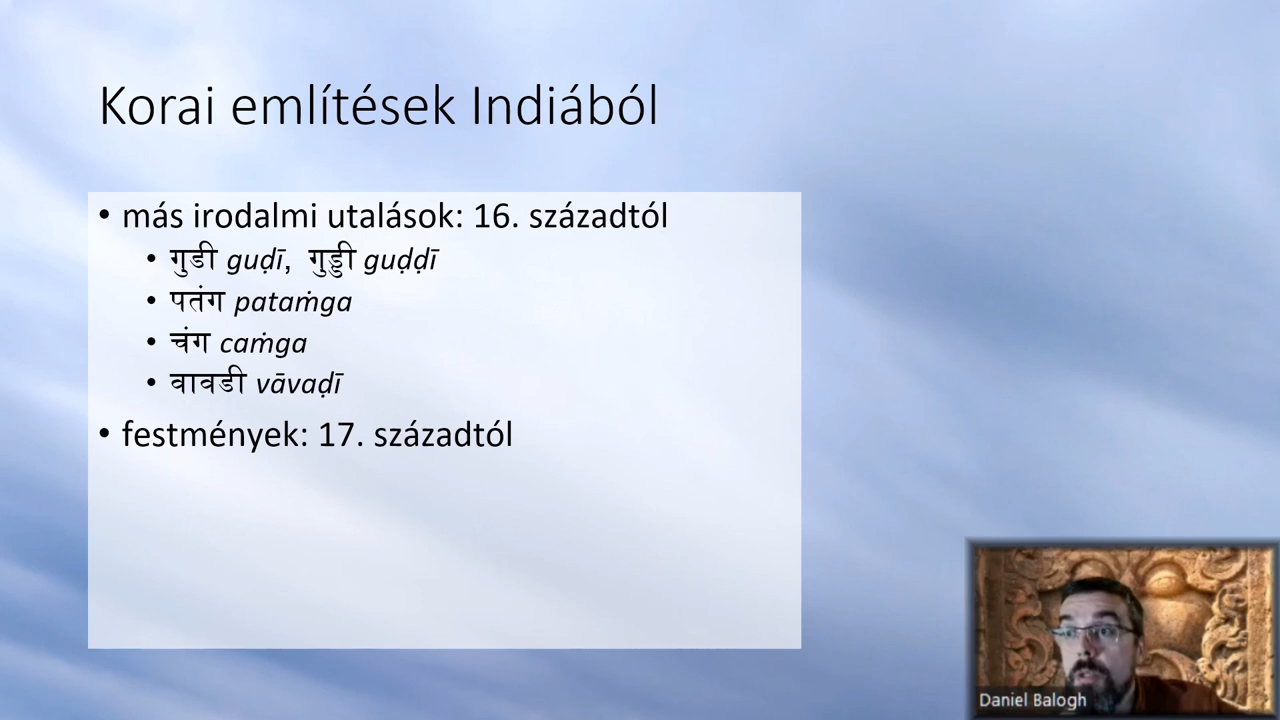 Korai említések Indiából
• más irodalmi utalások: 16. századtól
• गुडी guḍī, गुड्डी guḍḍī
• पतंग pataṁga
• चंग caṁga
• वावडी vāvaḍī
• festmények: 17. századtól
Daniel Balogh